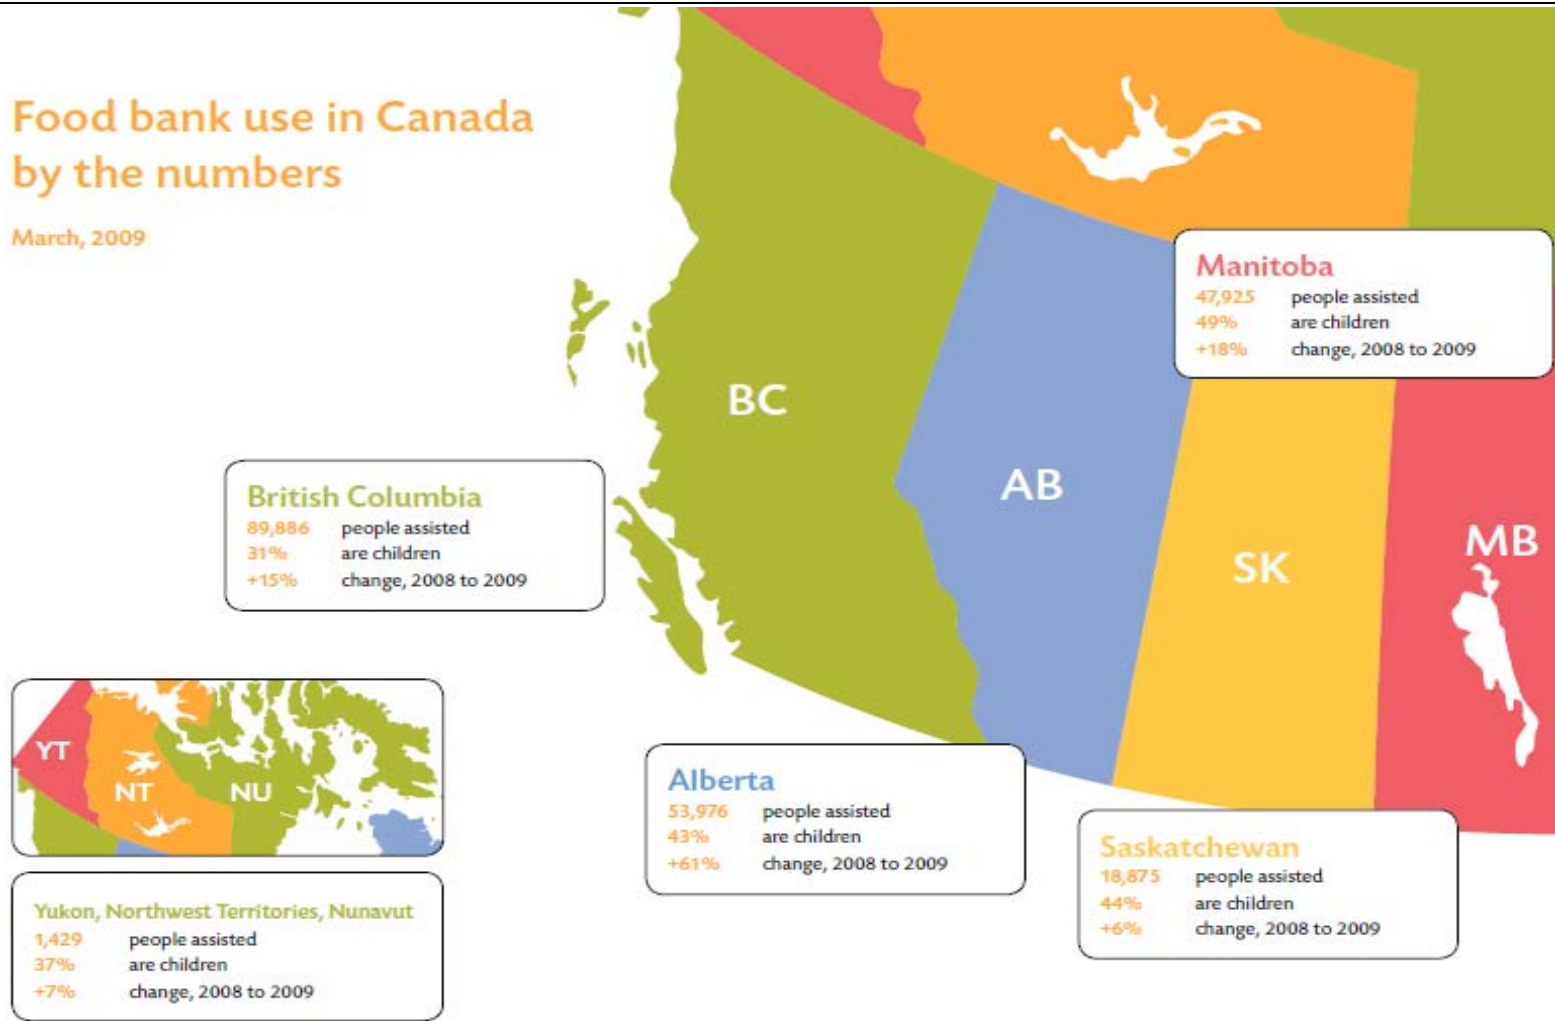 Food bank use in Canada
by the numbers
March, 2009
Manitoba
47,925 people assisted
49% are children
+18% change, 2008 to 2009
BC
AB
SK
MB
British Columbia
89,886 people assisted
31% are children
+15% change, 2008 to 2009
YT
NT
NU
Alberta
53,976 people assisted
43% are children
+61% change, 2008 to 2009
Saskatchewan
18,875 people assisted
44% are children
+6% change, 2008 to 2009
Yukon, Northwest Territories, Nunavut
1,429 people assisted
37% are children
+7% change, 2008 to 2009